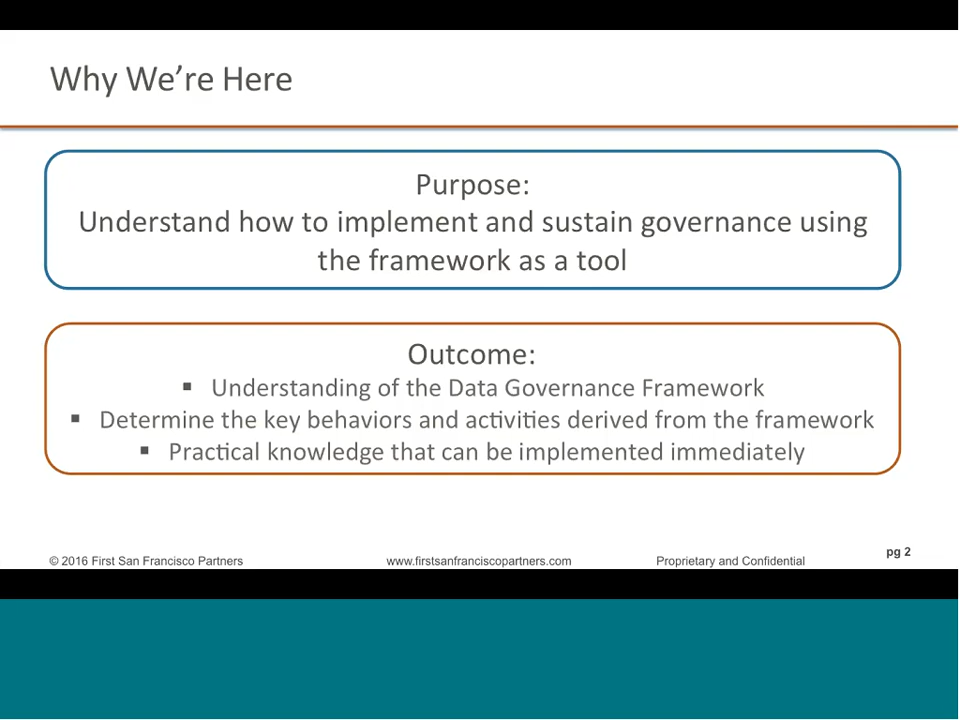 Why We’re Here
Purpose:
Understand how to implement and sustain governance using
the framework as a tool
Outcome:
▪ Understanding of the Data Governance Framework
▪ Determine the key behaviors and activities derived from the framework
▪ Practical knowledge that can be implemented immediately
© 2016 First San Francisco Partners www.firstsanfranciscopartners.com Proprietary and Confidential pg 2